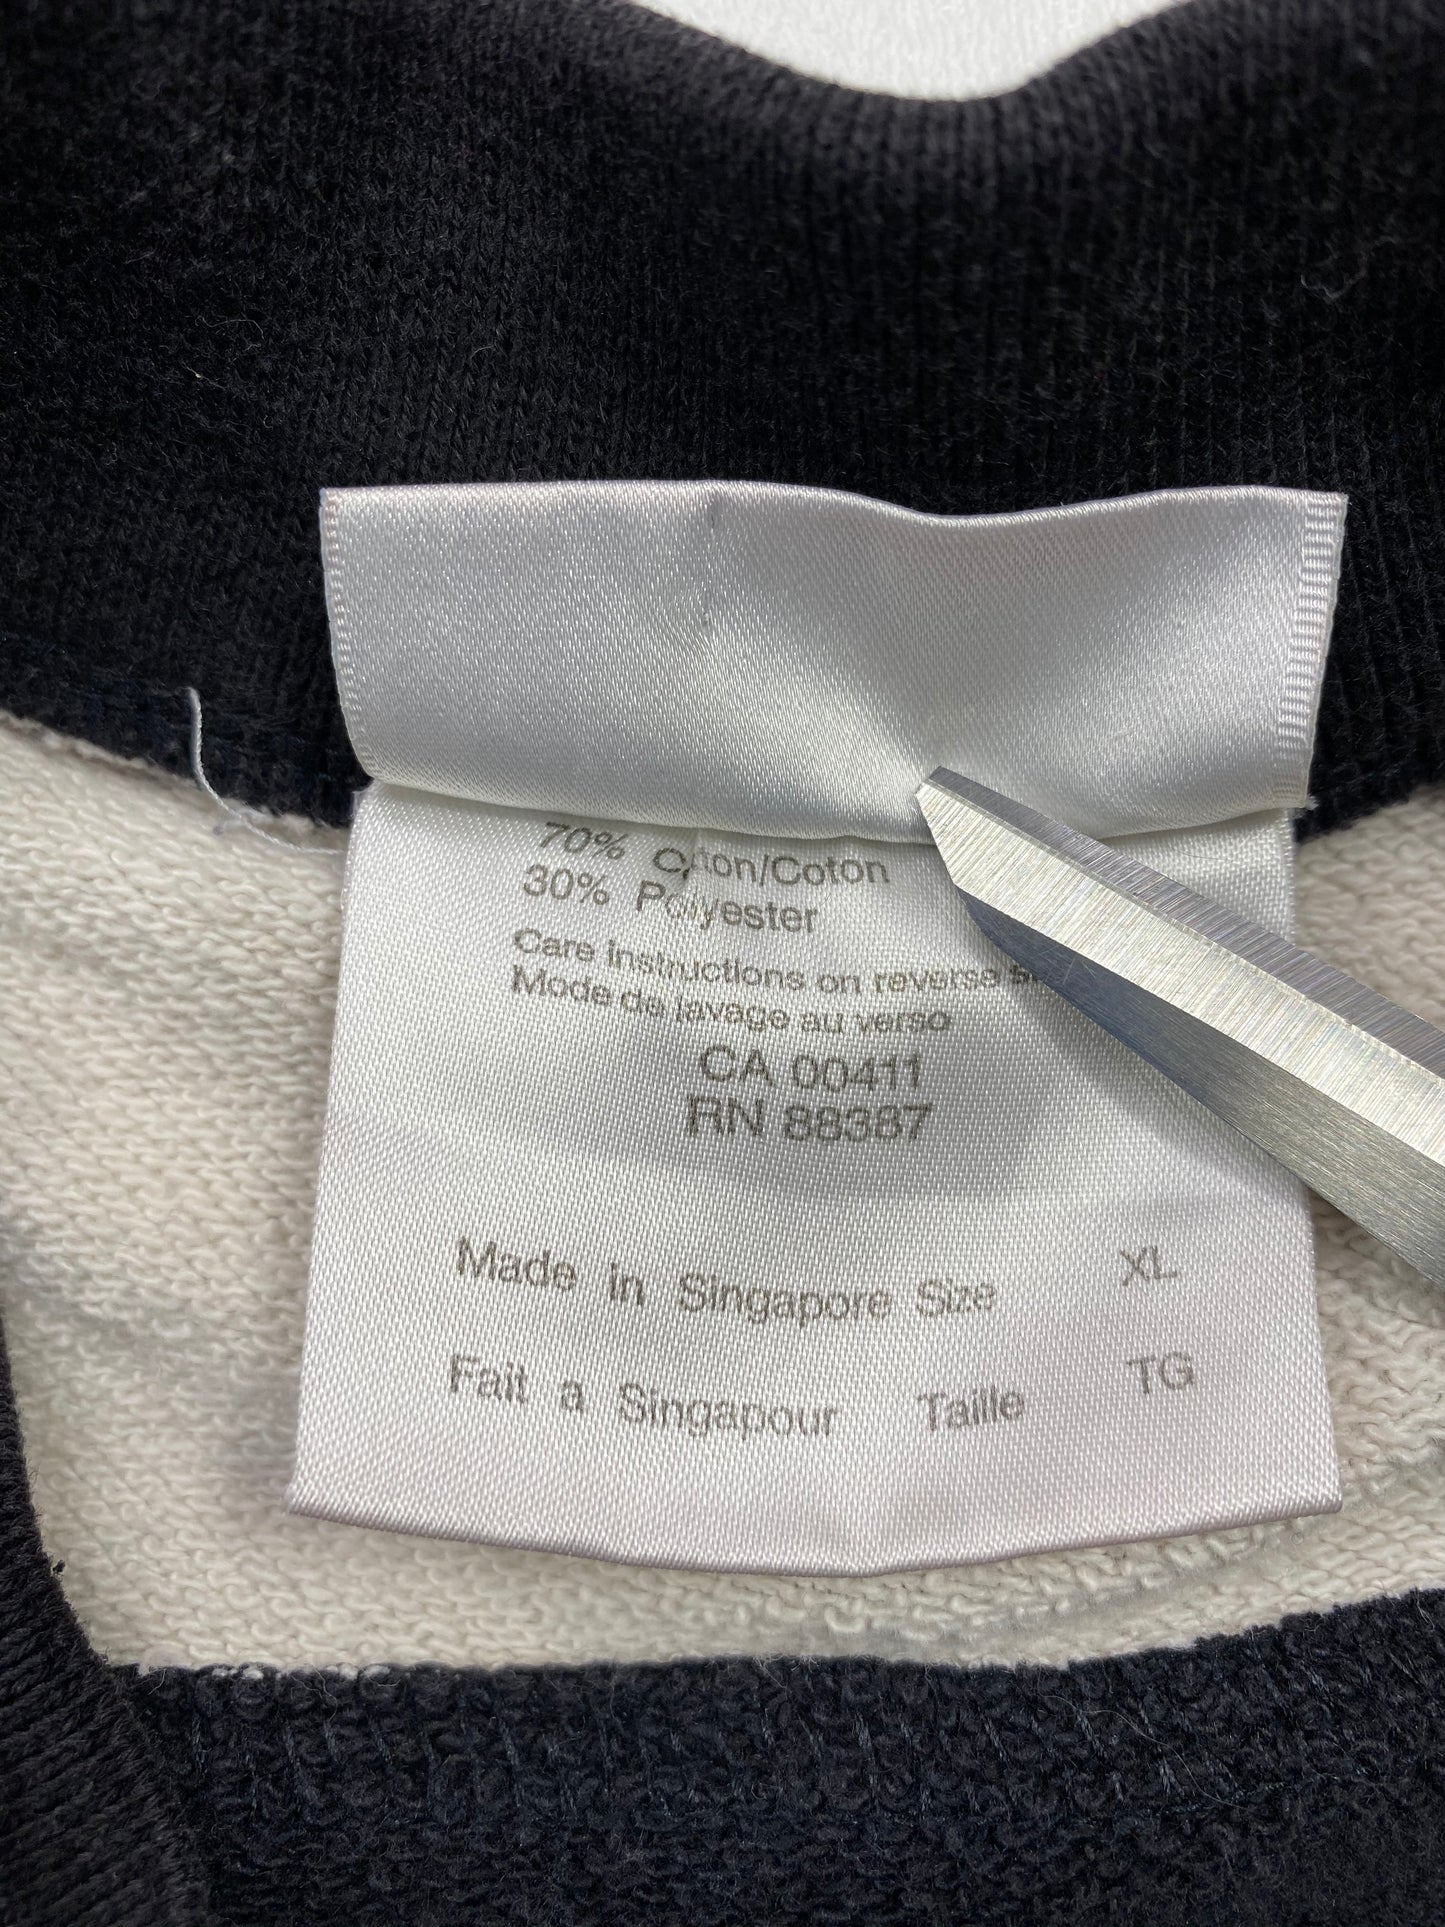 70% Cotton/Coton
30% Polyester
Care instructions on reverse
Mode de lavage au verso
CA 00411
RN 88387
Made in Singapore Size XL
Fait a Singapour Taille TG